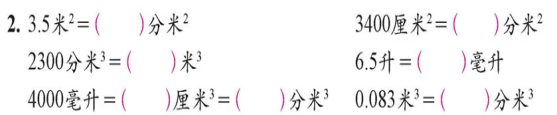 2. 3.5米²=(　　)分米²　　3400厘米²=(　　)分米²
2300分米³=(　　)米³　　6.5升=(　　)毫升
4000毫升=(　　)厘米³=(　　)分米³　　0.083米³=(　　)分米³